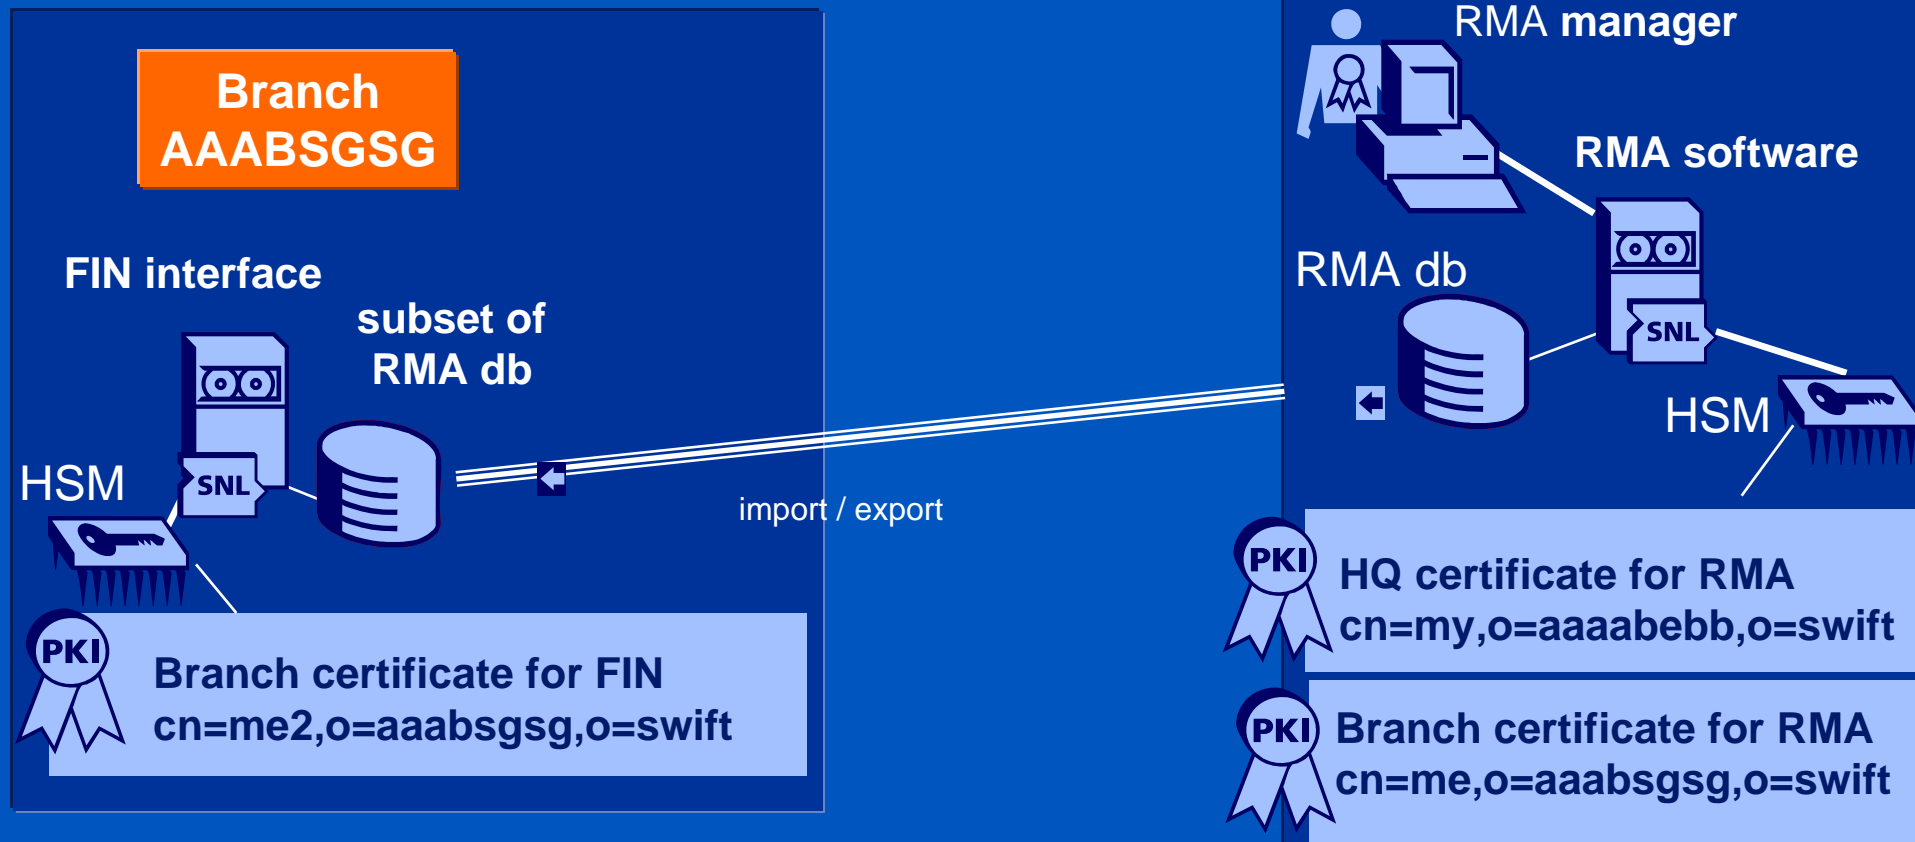 Branch
AAABSGSG
FIN interface
subset of
RMA db
HSM
SNL
PKI
Branch certificate for FIN
cn=me2,o=aaabsgsg,o=swift
import / export
RMA manager
RMA software
RMA db
SNL
HSM
PKI
HQ certificate for RMA
cn=my,o=aaaabebb,o=swift
PKI
Branch certificate for RMA
cn=me,o=aaabsgsg,o=swift